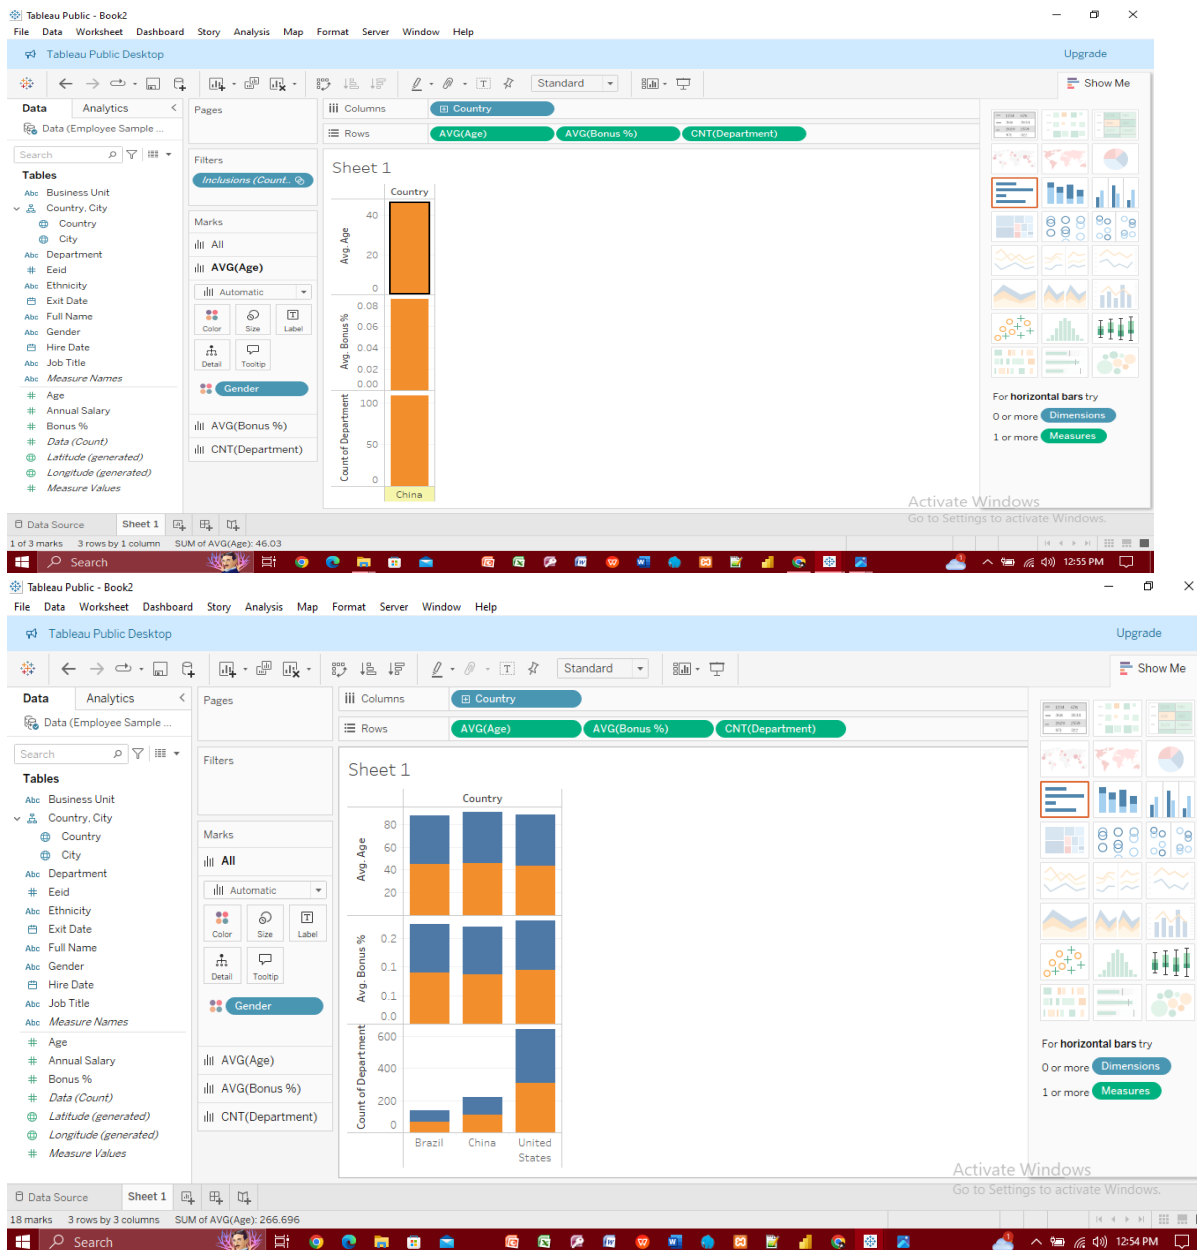 Tableau Public - Book2
File Data Worksheet Dashboard Story Analysis Map Format Server Window Help
Tableau Public Desktop Upgrade
Standard Show Me
Data Analytics Pages Columns Country
Data (Employee Sample ... Rows AVG(Age) AVG(Bonus %) CNT(Department)
Search
Filters
Inclusions (Count..
Sheet 1
Tables
Abc Business Unit
Country, City
Country
City
Abc Department
# Eeid
Abc Ethnicity
Exit Date
Abc Full Name
Abc Gender
Hire Date
Abc Job Title
Abc Measure Names
# Age
# Annual Salary
# Bonus %
# Data (Count)
Latitude (generated)
Longitude (generated)
# Measure Values
Marks
All
AVG(Age)
Automatic
Color Size Label
Detail Tooltip
Gender
AVG(Bonus %)
CNT(Department)
Country
Avg. Age
40
20
0
Avg. Bonus %
0.08
0.06
0.04
0.02
0.00
Count of Department
100
50
0
China
For horizontal bars try
0 or more Dimensions
1 or more Measures
Activate Windows
Go to Settings to activate Windows.
Data Source Sheet 1
1 of 3 marks 3 rows by 1 column SUM of AVG(Age): 46.03
Search 12:55 PM
Tableau Public - Book2
File Data Worksheet Dashboard Story Analysis Map Format Server Window Help
Tableau Public Desktop Upgrade
Standard Show Me
Data Analytics Pages Columns Country
Data (Employee Sample ... Rows AVG(Age) AVG(Bonus %) CNT(Department)
Search
Filters
Sheet 1
Tables
Abc Business Unit
Country, City
Country
City
Abc Department
# Eeid
Abc Ethnicity
Exit Date
Abc Full Name
Abc Gender
Hire Date
Abc Job Title
Abc Measure Names
# Age
# Annual Salary
# Bonus %
# Data (Count)
Latitude (generated)
Longitude (generated)
# Measure Values
Marks
All
Automatic
Color Size Label
Detail Tooltip
Gender
AVG(Age)
AVG(Bonus %)
CNT(Department)
Country
Avg. Age
80
60
40
20
Avg. Bonus %
0.2
0.1
0.1
0.0
Count of Department
600
400
200
0
Brazil China United
States
For horizontal bars try
0 or more Dimensions
1 or more Measures
Activate Windows
Go to Settings to activate Windows.
Data Source Sheet 1
18 marks 3 rows by 3 columns SUM of AVG(Age): 266.696
Search 12:54 PM